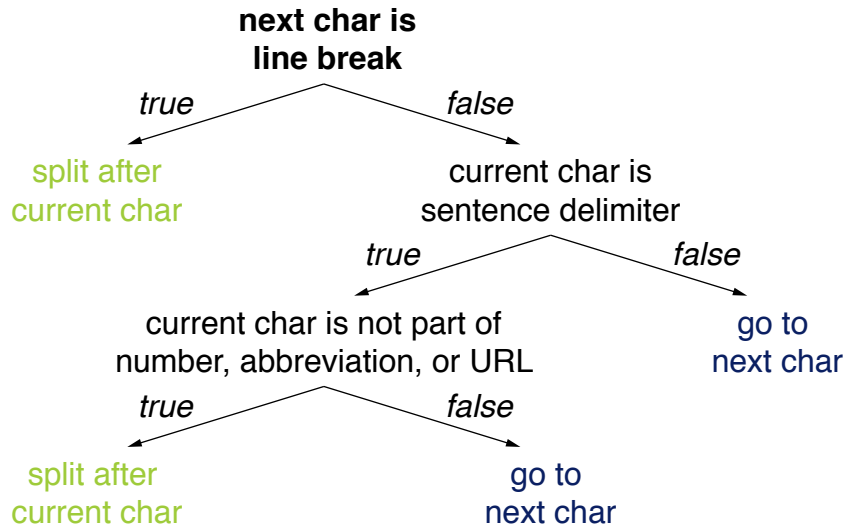 next char is
line break
true
false
split after
current char
current char is
sentence delimiter
true
false
current char is not part of
number, abbreviation, or URL
go to
next char
true
false
split after
current char
go to
next char